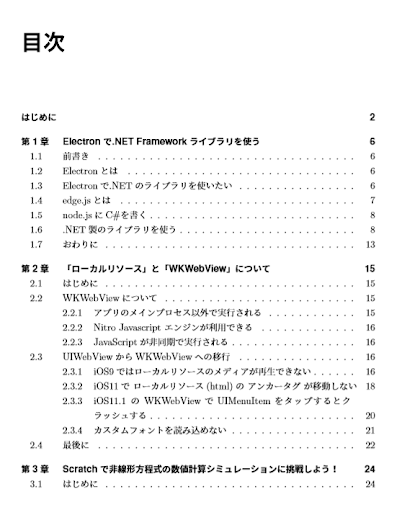 目次
はじめに 2
第 1 章 Electron で.NET Framework ライブラリを使う 6
1.1 前書き . . . . . . . . . . . . . . . . . . . . . . . . . . . . 6
1.2 Electron とは . . . . . . . . . . . . . . . . . . . . . . . . 6
1.3 Electron で.NET のライブラリを使いたい . . . . . . . . . . . . 6
1.4 edge.js とは . . . . . . . . . . . . . . . . . . . . . . . . . 7
1.5 node.js に C#を書く . . . . . . . . . . . . . . . . . . . . . . 8
1.6 .NET 製のライブラリを使う . . . . . . . . . . . . . . . . . . . 8
1.7 おわりに . . . . . . . . . . . . . . . . . . . . . . . . . . . 13
第 2 章 「ローカルリソース」と「WKWebView」について 15
2.1 はじめに . . . . . . . . . . . . . . . . . . . . . . . . . . . 15
2.2 WKWebView について . . . . . . . . . . . . . . . . . . . . . 15
2.2.1 アプリのメインプロセス以外で実行される . . . . . . . . . . 15
2.2.2 Nitro Javascript エンジンが利用できる . . . . . . . . . . . 16
2.2.3 JavaScript が非同期で実行される . . . . . . . . . . . . . . 16
2.3 UIWebView から WKWebView への移行 . . . . . . . . . . . . . 16
2.3.1 iOS9 ではローカルリソースのメディアが再生できない . . . . . . 16
2.3.2 iOS11 で ローカルリソース (html) の アンカータグ が移動しない 18
2.3.3 iOS11.1 の WKWebView で UIMenuItem をタップするとク
ラッシュする . . . . . . . . . . . . . . . . . . . . . . . 20
2.3.4 カスタムフォントを読み込めない . . . . . . . . . . . . . . 21
2.4 最後に . . . . . . . . . . . . . . . . . . . . . . . . . . . . 22
第 3 章 Scratch で非線形方程式の数値計算シミュレーションに挑戦しよう！ 24
3.1 はじめに . . . . . . . . . . . . . . . . . . . . . . . . . . . 24